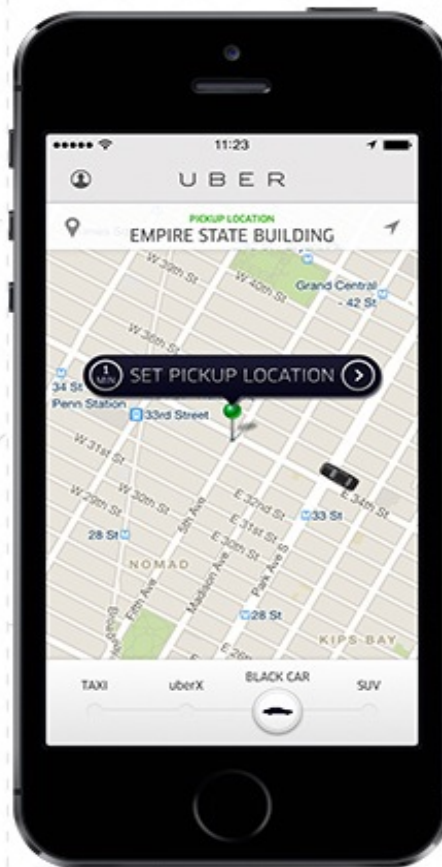 11:23
UBER
PICKUP LOCATION
EMPIRE STATE BUILDING
W 39th St
W 40th St
Grand Central
- 42 St
W 36th St
1
MIN
SET PICKUP LOCATION
34 St
Penn Station
33rd Street
W 31st St
W 30th St
W 29th St
5th Ave
E 34th St
E 32nd St
33 St
E 31st St
E 30th St
28 St
NOMAD
Fifth Ave
Madison Ave
Park Ave S
28 St
KIPS BAY
TAXI
uberX
BLACK CAR
SUV